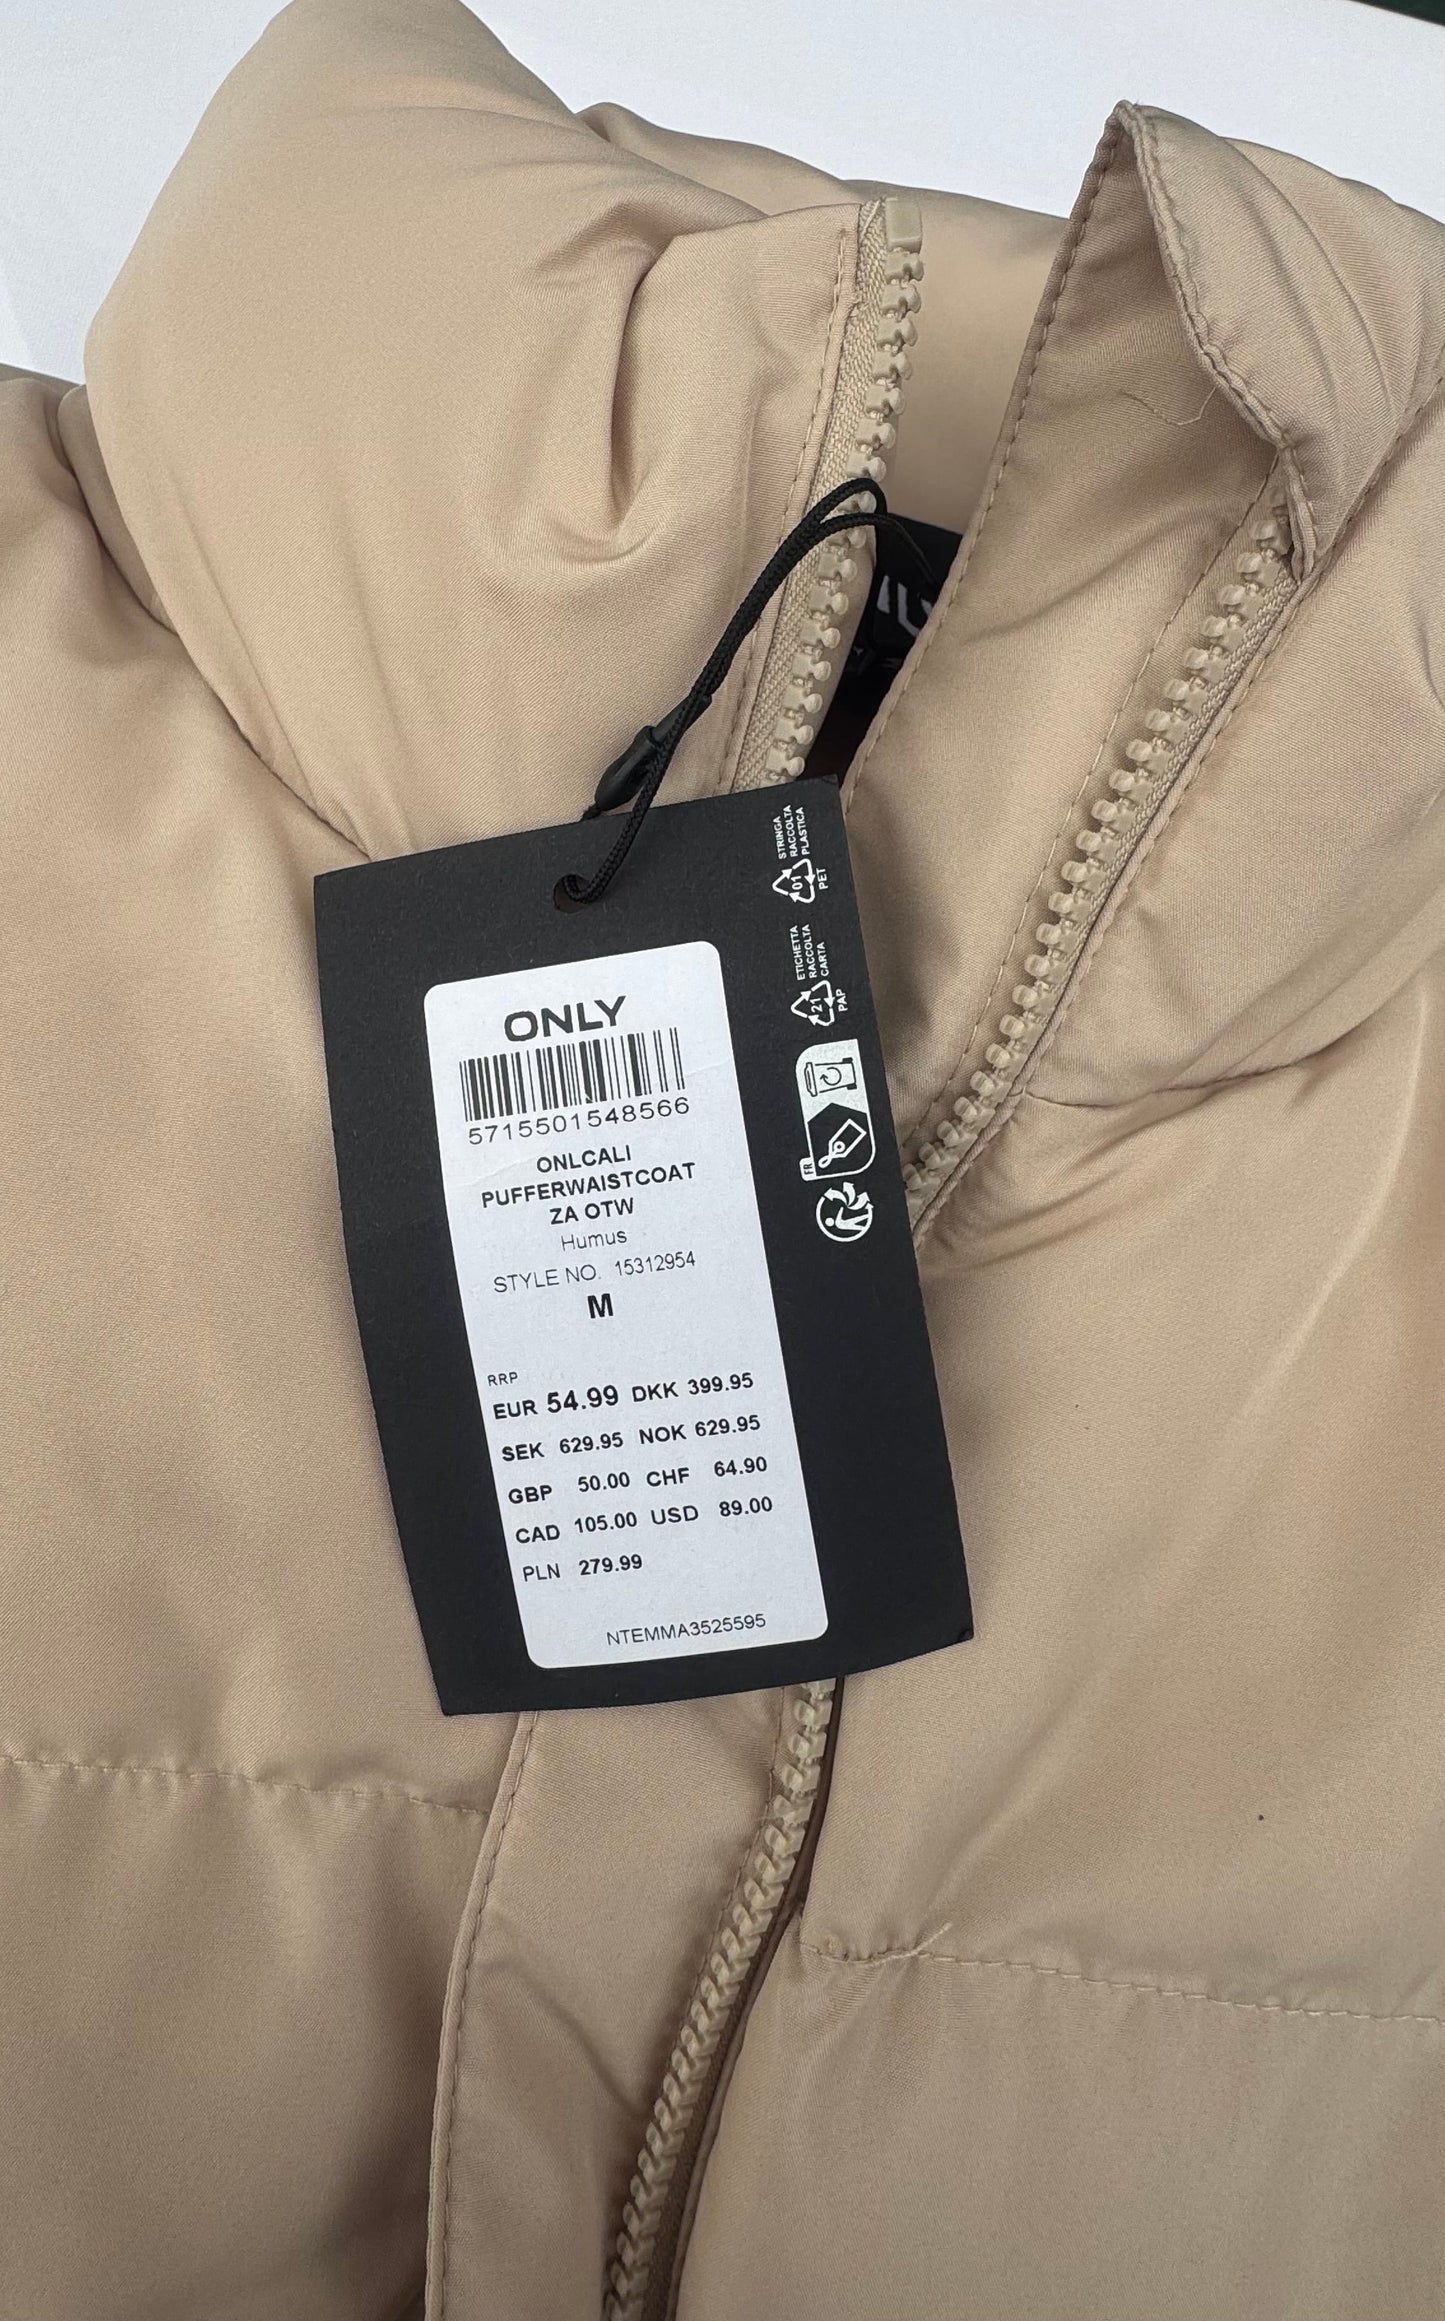 ONLY
5715501548566
ONLCALI
PUFFERWAISTCOAT
ZA OTW
Humus
STYLE NO. 15312954
M
RRP
EUR 54.99 DKK 399.95
SEK 629.95 NOK 629.95
GBP 50.00 CHF 64.90
CAD 105.00 USD 89.00
PLN 279.99
NTEMMA3525595
STRINGA
RACCOLTA
PLASTICA
01
PET
ETICHETTA
RACCOLTA
CARTA
21
PAP
FR